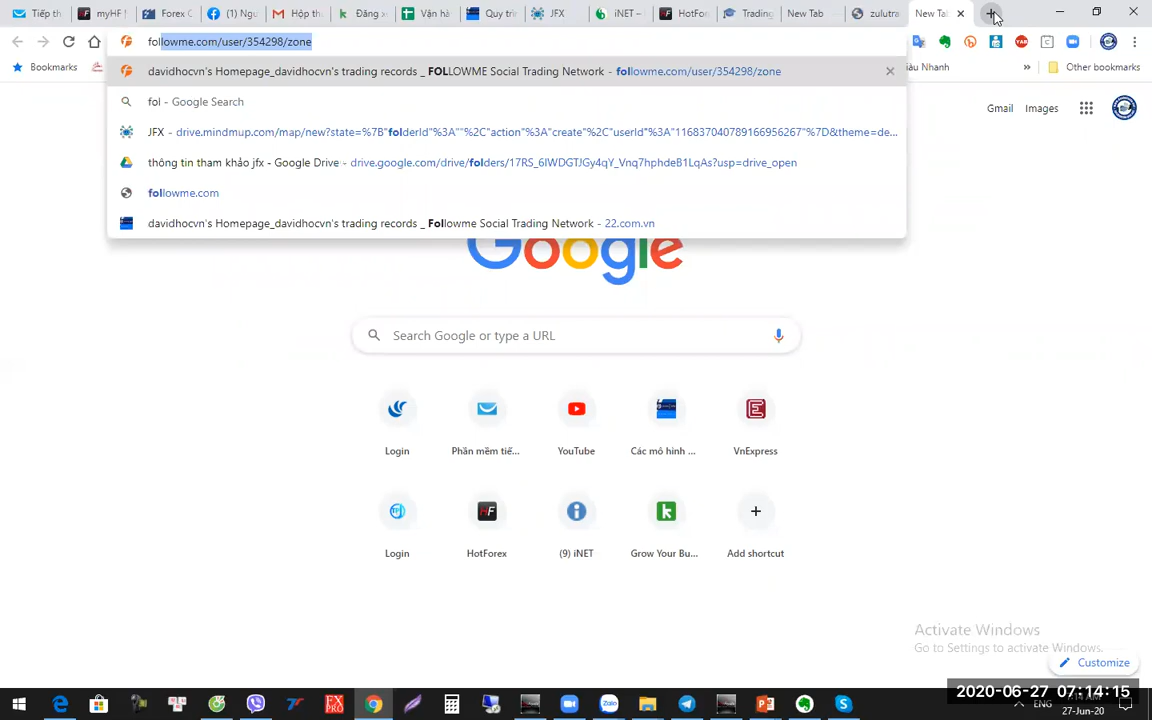 Tiếp th
myHF
Forex C
(1) Ngu
Hộp th
Đăng x
Vận hà
Quy trìn
JFX
iNET –
HotFor
Trading
New Tab
zulutra
New Tab
followme.com/user/354298/zone
Bookmarks
àu Nhanh
»
Other bookmarks
davidhocvn's Homepage_davidhocvn's trading records _ FOLLOWME Social Trading Network - followme.com/user/354298/zone
fol - Google Search
JFX - drive.mindmup.com/map/new?state=%7B"folderId"%3A""%2C"action"%3A"create"%2C"userId"%3A"116837040789166956267"%7D&theme=de...
thông tin tham khảo jfx - Google Drive - drive.google.com/drive/folders/17RS_6IWDGTJGy4qY_Vnq7hphdeB1LqAs?usp=drive_open
followme.com
davidhocvn's Homepage_davidhocvn's trading records _ Followme Social Trading Network - 22.com.vn
Gmail Images
Google
Search Google or type a URL
Login
Phần mềm tiế...
YouTube
Các mô hình ...
VnExpress
Login
HotForex
(9) iNET
Grow Your Bu...
Add shortcut
Activate Windows
Go to Settings to activate Windows.
Customize
2020-06-27 07:14:15
ENG
27-Jun-20